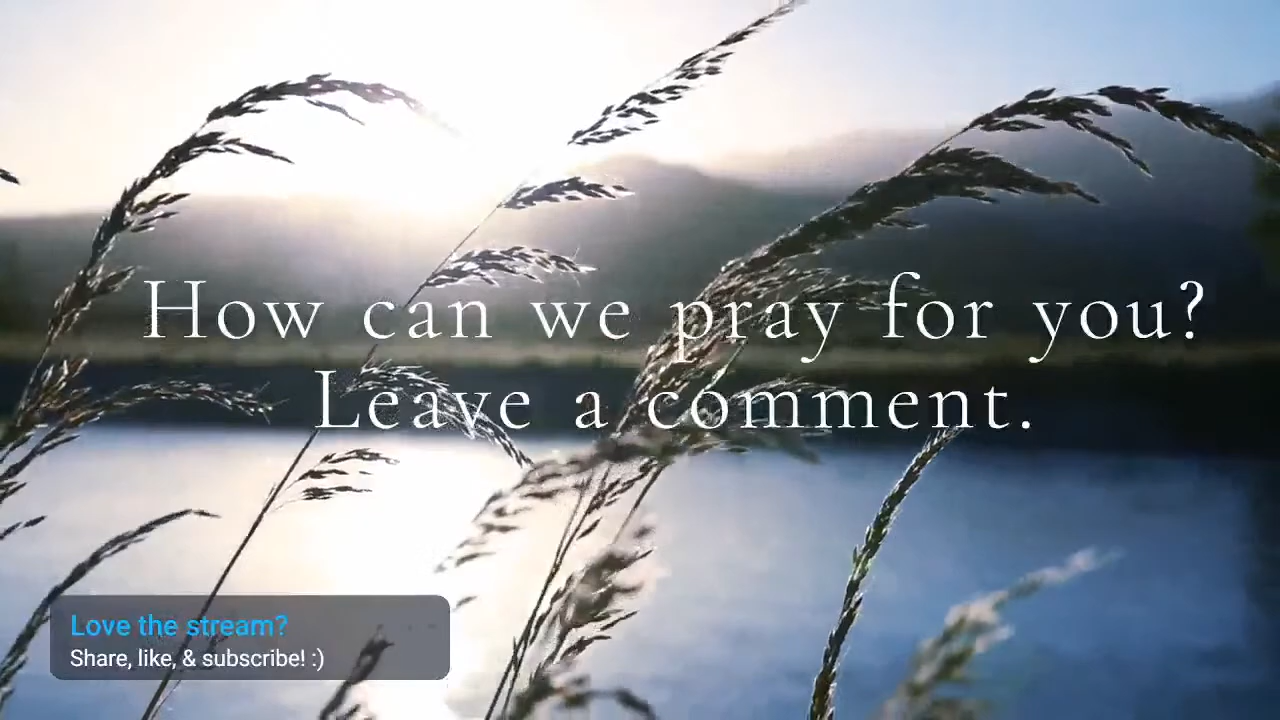 How can we pray for you?
Leave a comment.
Love the stream?
Share, like, & subscribe! :)